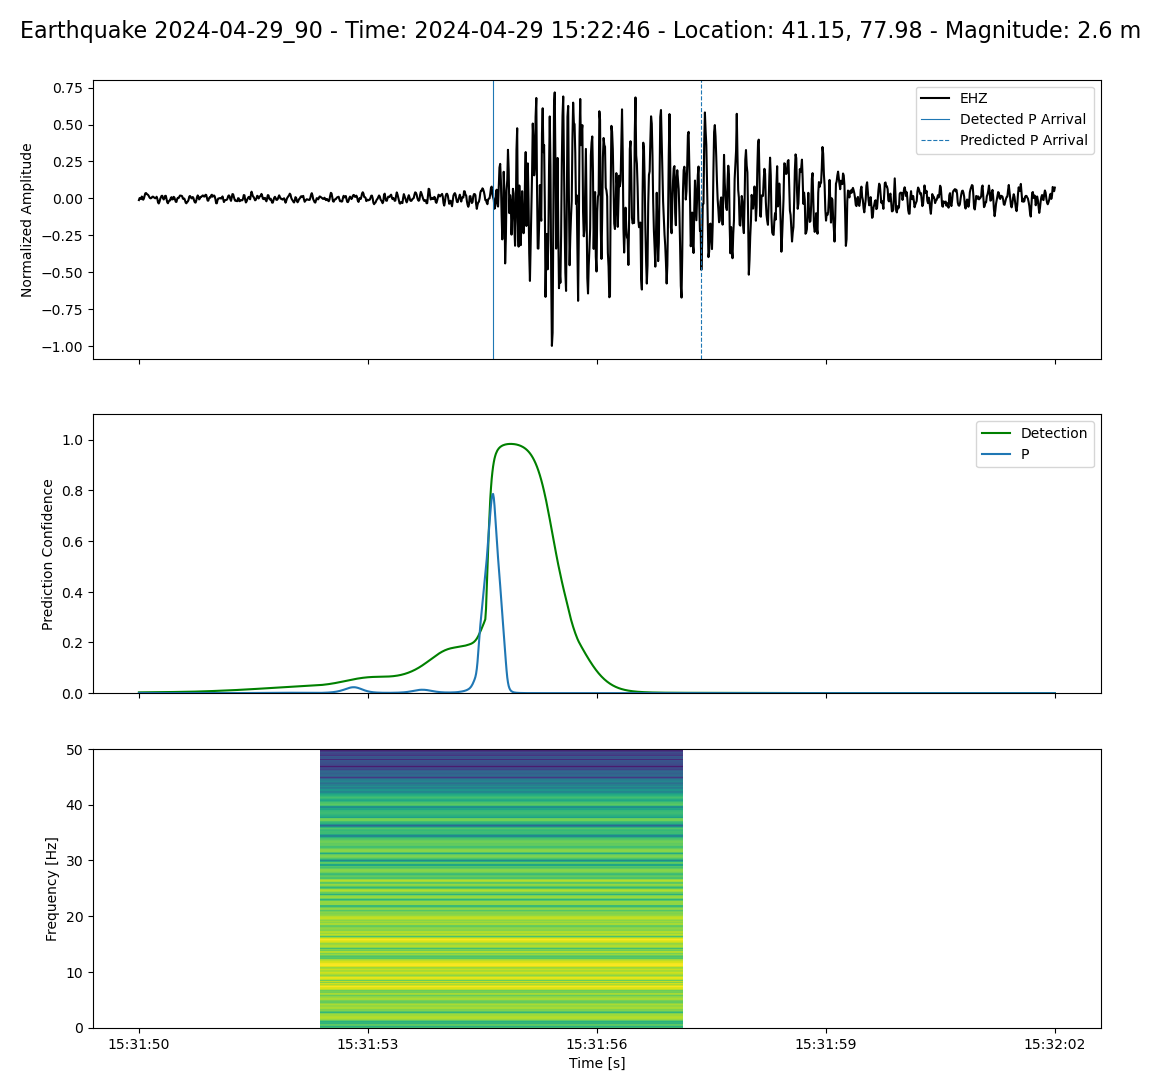 Earthquake 2024-04-29_90 - Time: 2024-04-29 15:22:46 - Location: 41.15, 77.98 - Magnitude: 2.6 m
Normalized Amplitude
0.75
0.50
0.25
0.00
−0.25
−0.50
−0.75
−1.00
EHZ
Detected P Arrival
Predicted P Arrival
Prediction Confidence
1.0
0.8
0.6
0.4
0.2
0.0
Detection
P
Frequency [Hz]
50
40
30
20
10
0
15:31:50 15:31:53 15:31:56 15:31:59 15:32:02
Time [s]